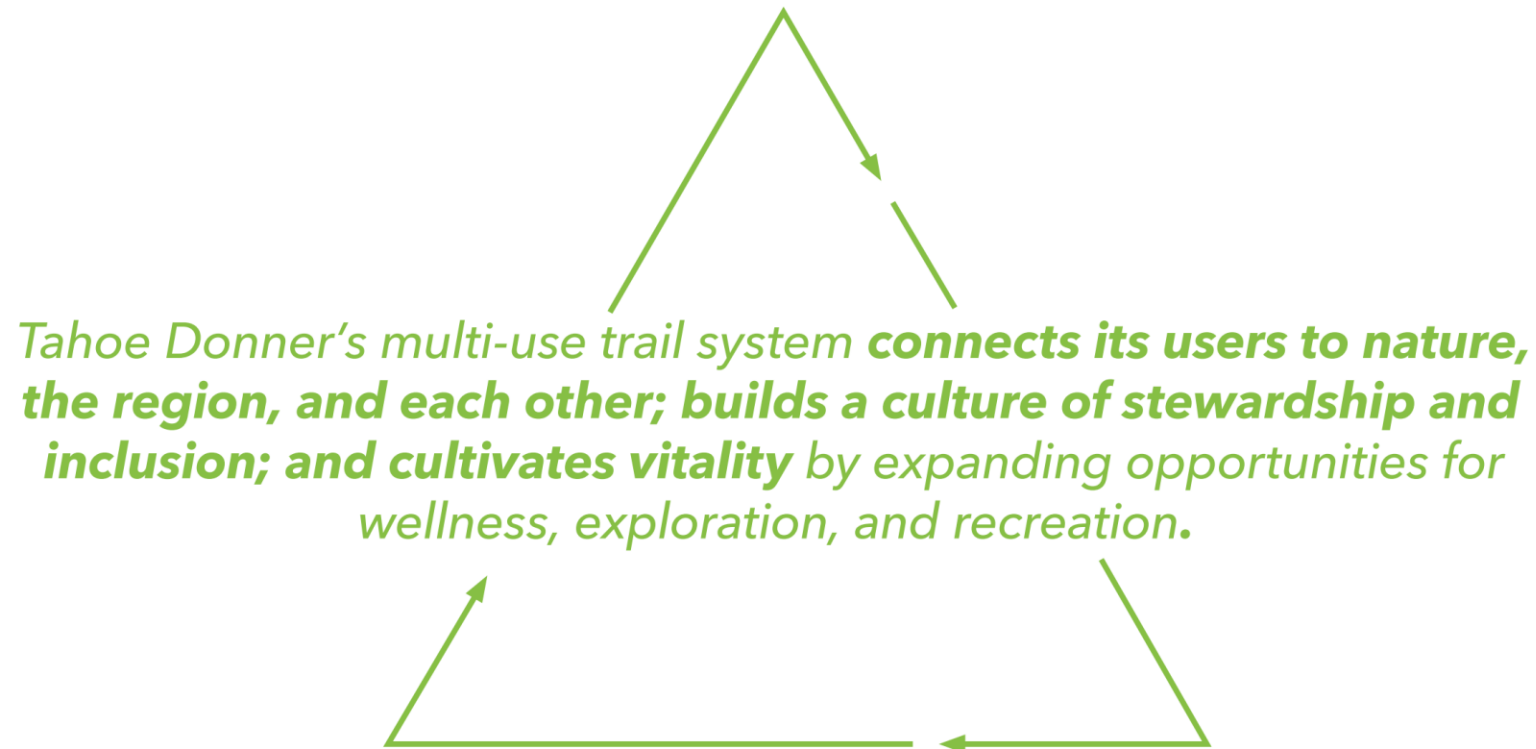 Tahoe Donner’s multi-use trail system connects its users to nature,
the region, and each other; builds a culture of stewardship and
inclusion; and cultivates vitality by expanding opportunities for
wellness, exploration, and recreation.